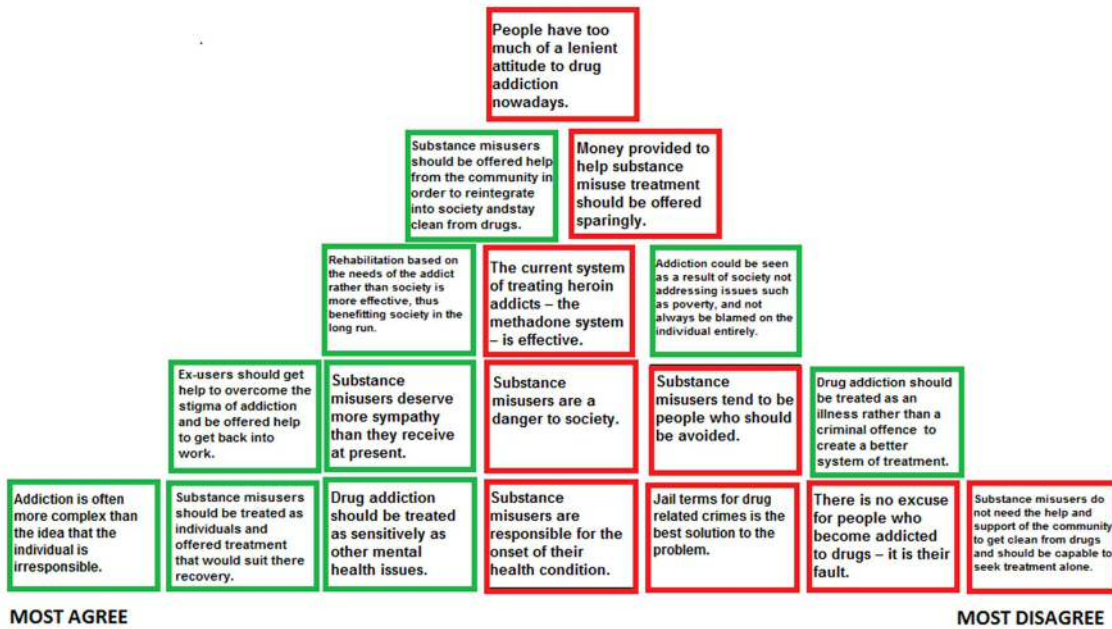 People have too
much of a lenient
attitude to drug
addiction
nowadays.
Substance misusers
should be offered help
from the community in
order to reintegrate
into society andstay
clean from drugs.
Money provided to
help substance
misuse treatment
should be offered
sparingly.
Rehabilitation based on
the needs of the addict
rather than society is
more effective, thus
benefitting society in the
long run.
The current system
of treating heroin
addicts – the
methadone system
– is effective.
Addiction could be seen
as a result of society not
addressing issues such
as poverty, and not
always be blamed on the
individual entirely.
Ex-users should get
help to overcome the
stigma of addiction
and be offered help
to get back into
work.
Substance
misusers deserve
more sympathy
than they receive
at present.
Substance
misusers are a
danger to society.
Substance
misusers tend to be
people who should
be avoided.
Drug addiction should
be treated as an
illness rather than a
criminal offence to
create a better
system of treatment.
Addiction is often
more complex than
the idea that the
individual is
irresponsible.
Substance misusers
should be treated as
individuals and
offered treatment
that would suit there
recovery.
Drug addiction
should be treated
as sensitively as
other mental
health issues.
Substance
misusers are
responsible for the
onset of their
health condition.
Jail terms for drug
related crimes is the
best solution to the
problem.
There is no excuse
for people who
become addicted
to drugs – it is their
fault.
Substance misusers do
not need the help and
support of the community
to get clean from drugs
and should be capable to
seek treatment alone.
MOST AGREE
MOST DISAGREE